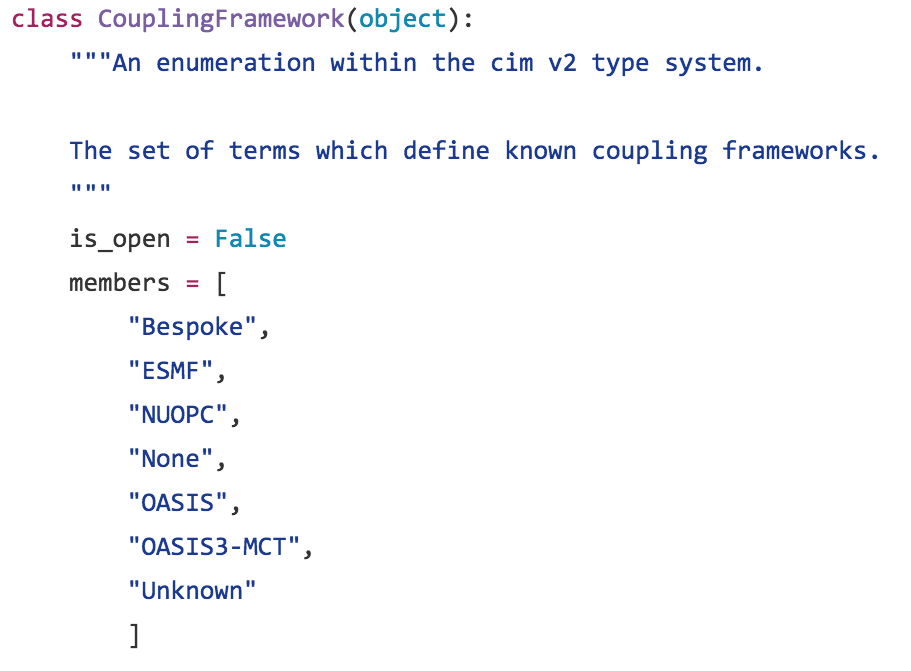 class CouplingFramework(object):
    """An enumeration within the cim v2 type system.

    The set of terms which define known coupling frameworks.
    """
    is_open = False
    members = [
        "Bespoke",
        "ESMF",
        "NUOPC",
        "None",
        "OASIS",
        "OASIS3-MCT",
        "Unknown"
        ]